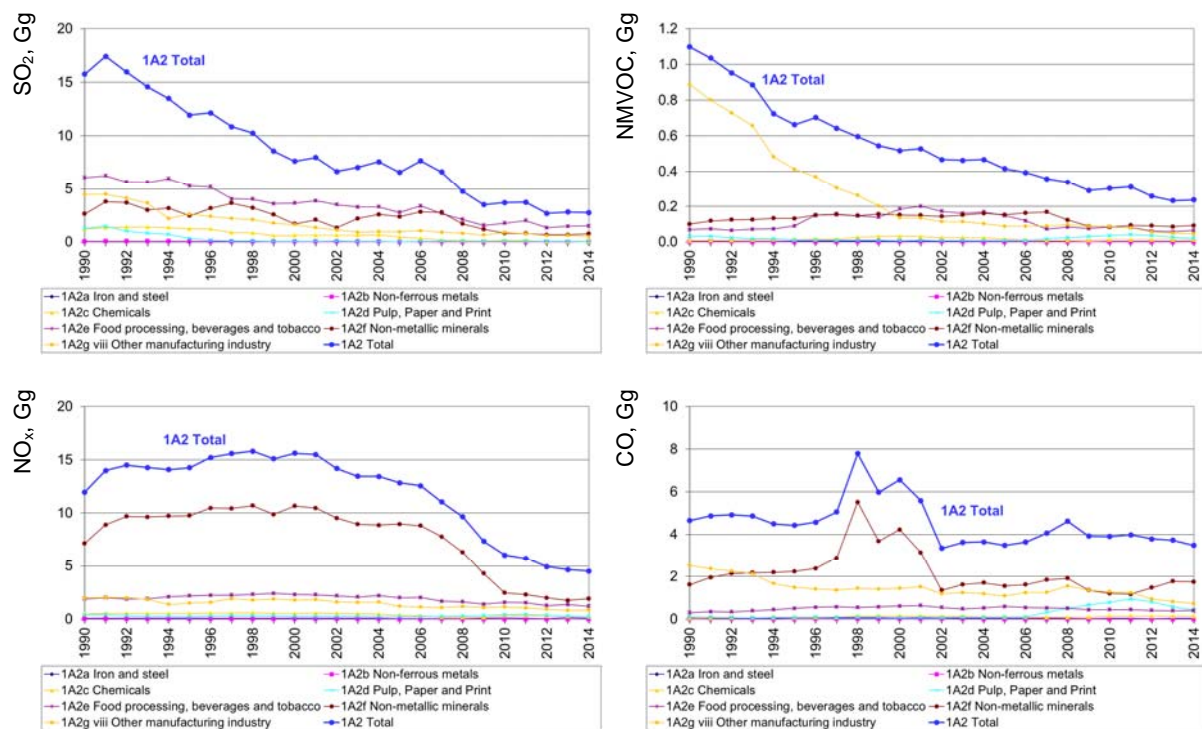 SO2, Gg
20
15
10
5
0
1A2 Total
1990
1992
1994
1996
1998
2000
2002
2004
2006
2008
2010
2012
2014
1A2a Iron and steel
1A2b Non-ferrous metals
1A2c Chemicals
1A2d Pulp, Paper and Print
1A2e Food processing, beverages and tobacco
1A2f Non-metallic minerals
1A2g viii Other manufacturing industry
1A2 Total
NMVOC, Gg
1.2
1.0
0.8
0.6
0.4
0.2
0.0
1A2 Total
1990
1992
1994
1996
1998
2000
2002
2004
2006
2008
2010
2012
2014
1A2a Iron and steel
1A2b Non-ferrous metals
1A2c Chemicals
1A2d Pulp, Paper and Print
1A2e Food processing, beverages and tobacco
1A2f Non-metallic minerals
1A2g viii Other manufacturing industry
1A2 Total
NOx, Gg
20
15
10
5
0
1A2 Total
1990
1992
1994
1996
1998
2000
2002
2004
2006
2008
2010
2012
2014
1A2a Iron and steel
1A2b Non-ferrous metals
1A2c Chemicals
1A2d Pulp, Paper and Print
1A2e Food processing, beverages and tobacco
1A2f Non-metallic minerals
1A2g viii Other manufacturing industry
1A2 Total
CO, Gg
10
8
6
4
2
0
1A2 Total
1990
1992
1994
1996
1998
2000
2002
2004
2006
2008
2010
2012
2014
1A2a Iron and steel
1A2b Non-ferrous metals
1A2c Chemicals
1A2d Pulp, Paper and Print
1A2e Food processing, beverages and tobacco
1A2f Non-metallic minerals
1A2g viii Other manufacturing industry
1A2 Total